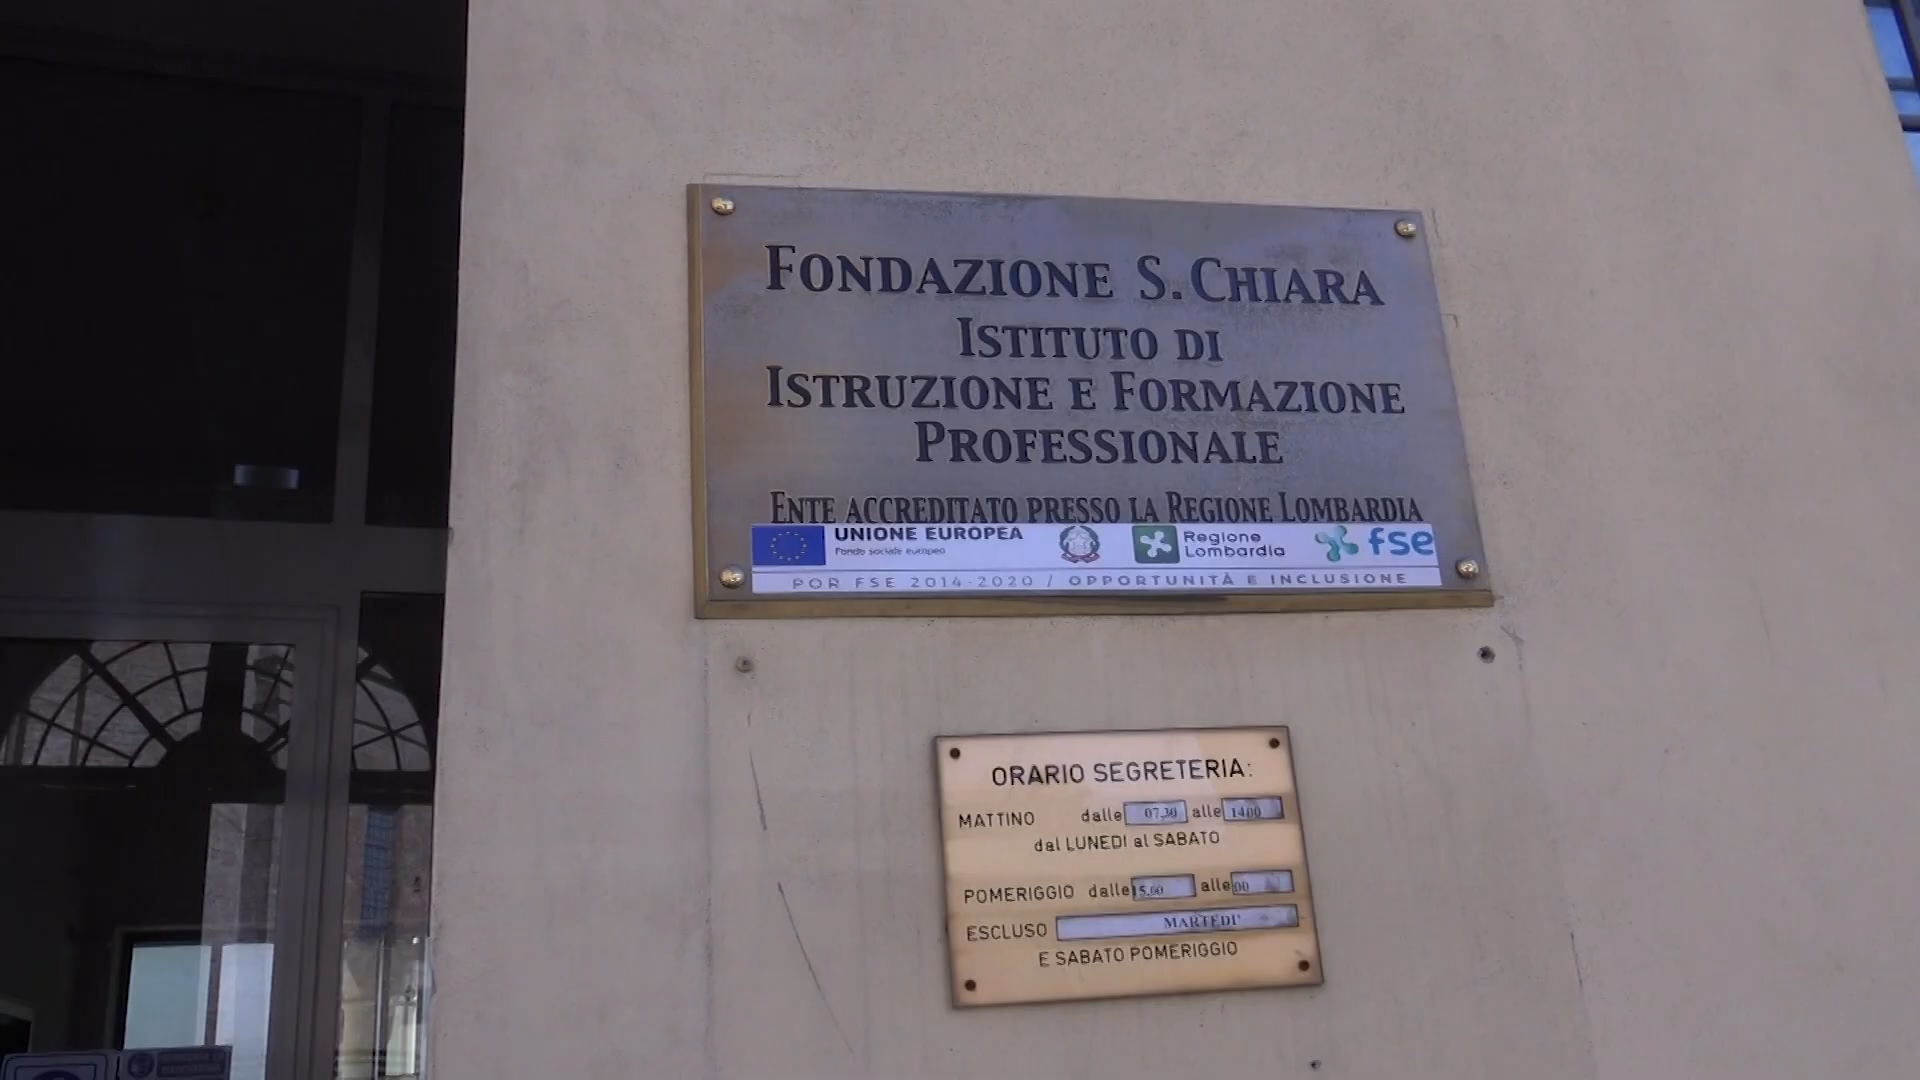 FONDAZIONE S. CHIARA
ISTITUTO DI
ISTRUZIONE E FORMAZIONE
PROFESSIONALE
ENTE ACCREDITATO PRESSO LA REGIONE LOMBARDIA
UNIONE EUROPEA
Fondo sociale europeo
Regione
Lombardia
fse
POR FSE 2014-2020 / OPPORTUNITÀ E INCLUSIONE
ORARIO SEGRETERIA:
MATTINO dalle 07,30 alle 14,00
dal LUNEDI al SABATO
POMERIGGIO dalle 15,00 alle 00
ESCLUSO MARTEDI'
E SABATO POMERIGGIO